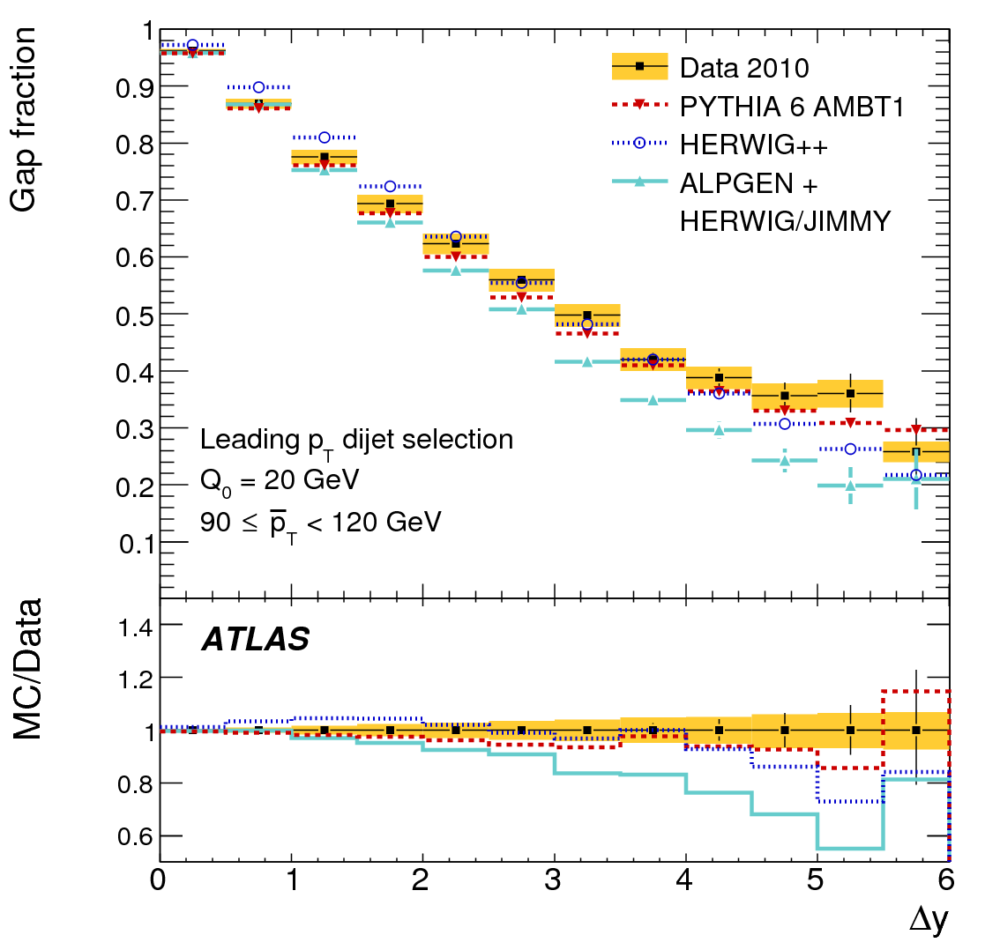 Gap fraction
1
0.9
0.8
0.7
0.6
0.5
0.4
0.3
0.2
0.1
Data 2010
PYTHIA 6 AMBT1
HERWIG++
ALPGEN +
HERWIG/JIMMY
Leading p_T dijet selection
Q_0 = 20 GeV
90 ≤ p̅_T < 120 GeV
MC/Data
ATLAS
1.4
1.2
1
0.8
0.6
0 1 2 3 4 5 6
Δy